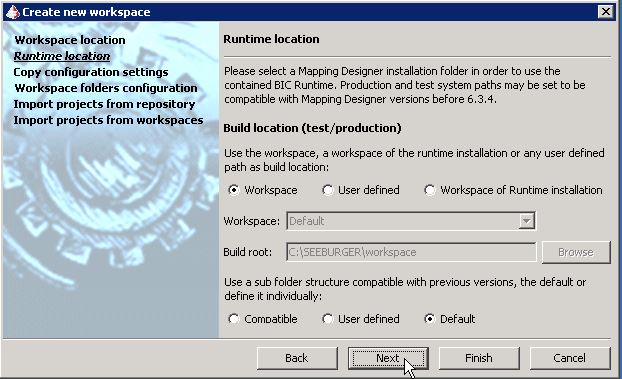 Create new workspace
Workspace location
Runtime location
Copy configuration settings
Workspace folders configuration
Import projects from repository
Import projects from workspaces
Runtime location
Please select a Mapping Designer installation folder in order to use the
contained BIC Runtime. Production and test system paths may be set to be
compatible with Mapping Designer versions before 6.3.4.
Build location (test/production)
Use the workspace, a workspace of the runtime installation or any user defined
path as build location:
Workspace User defined Workspace of Runtime installation
Workspace: Default
Build root: C:\SEEBURGER\workspace Browse
Use a sub folder structure compatible with previous versions, the default or
define it individually:
Compatible User defined Default
Back Next Finish Cancel